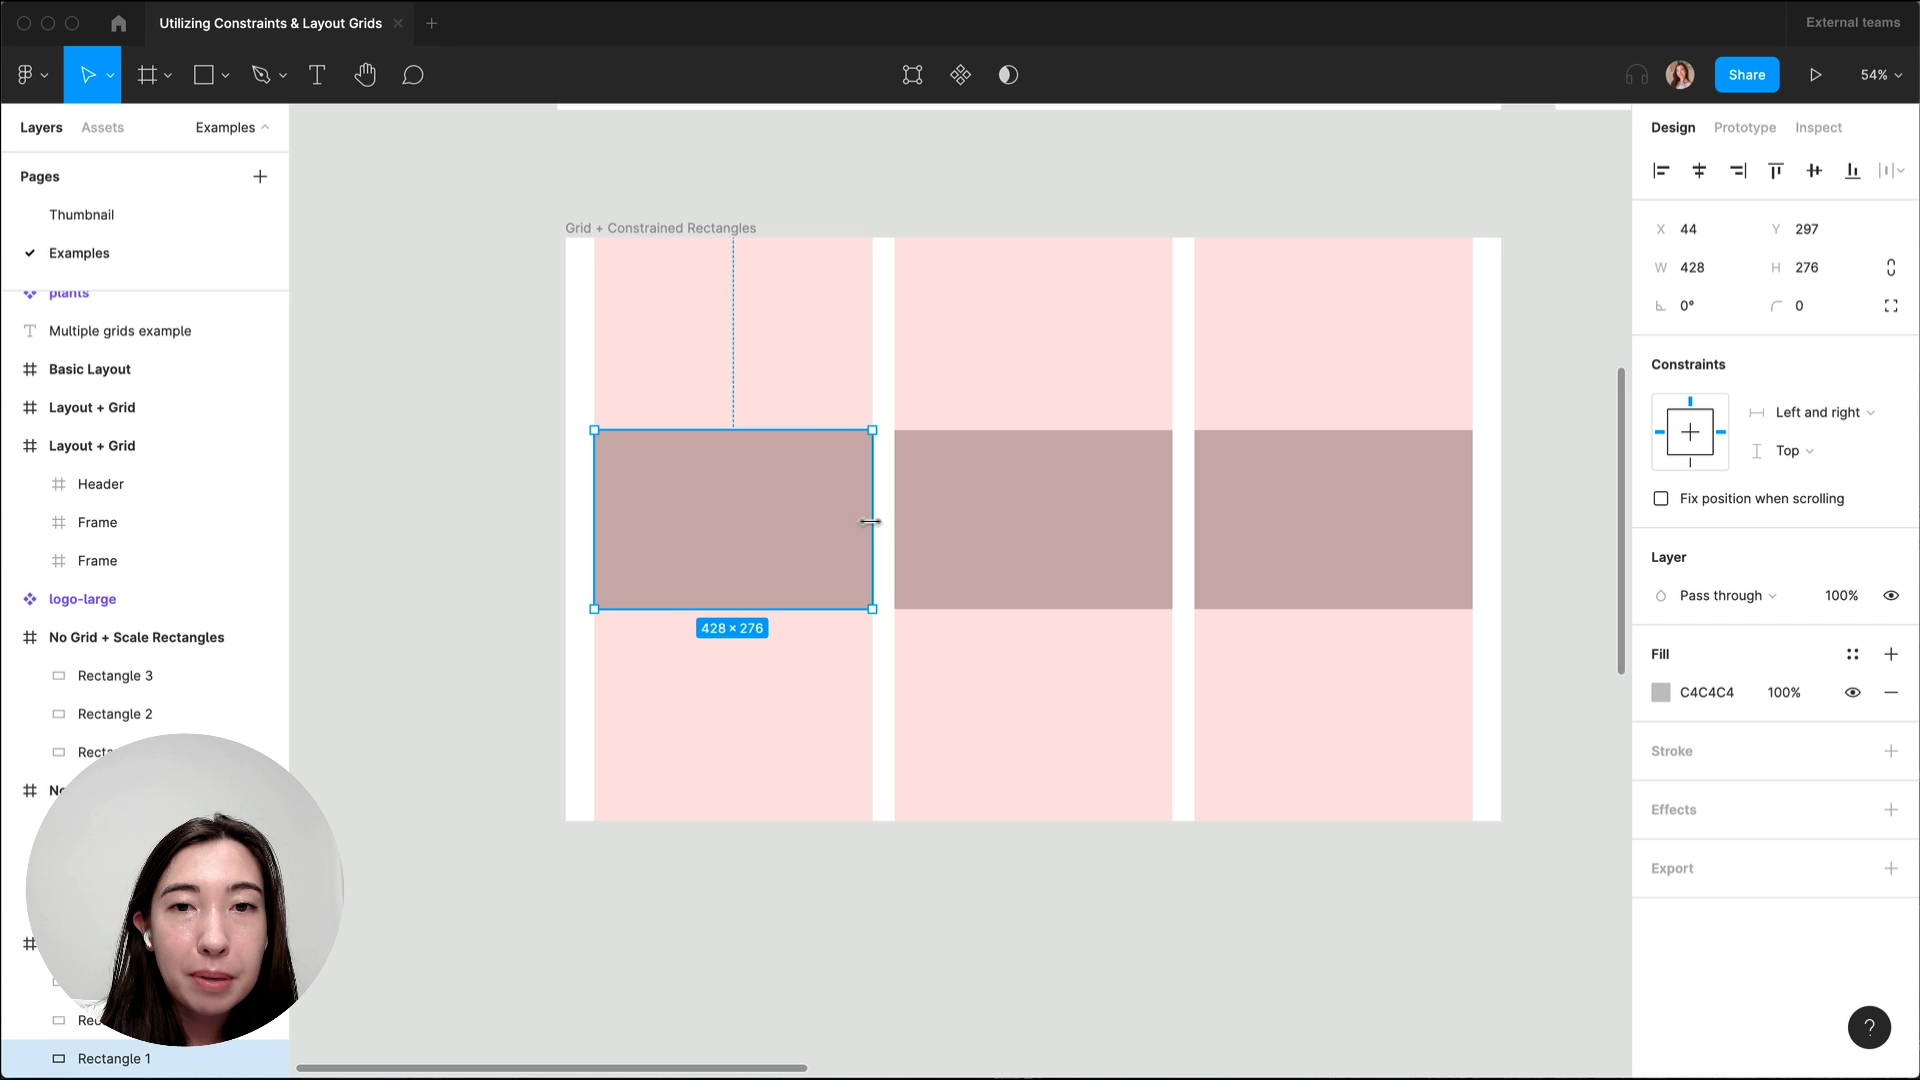 Utilizing Constraints & Layout Grids
External teams
Share
54%
Layers
Assets
Examples
Pages
Thumbnail
Examples
plants
Multiple grids example
Basic Layout
Layout + Grid
Layout + Grid
Header
Frame
Frame
logo-large
No Grid + Scale Rectangles
Rectangle 3
Rectangle 2
Rectangle 1
Grid + Constrained Rectangles
428 × 276
Design
Prototype
Inspect
X 44
Y 297
W 428
H 276
0°
0
Constraints
Left and right
Top
Fix position when scrolling
Layer
Pass through
100%
Fill
C4C4C4
100%
Stroke
Effects
Export
?